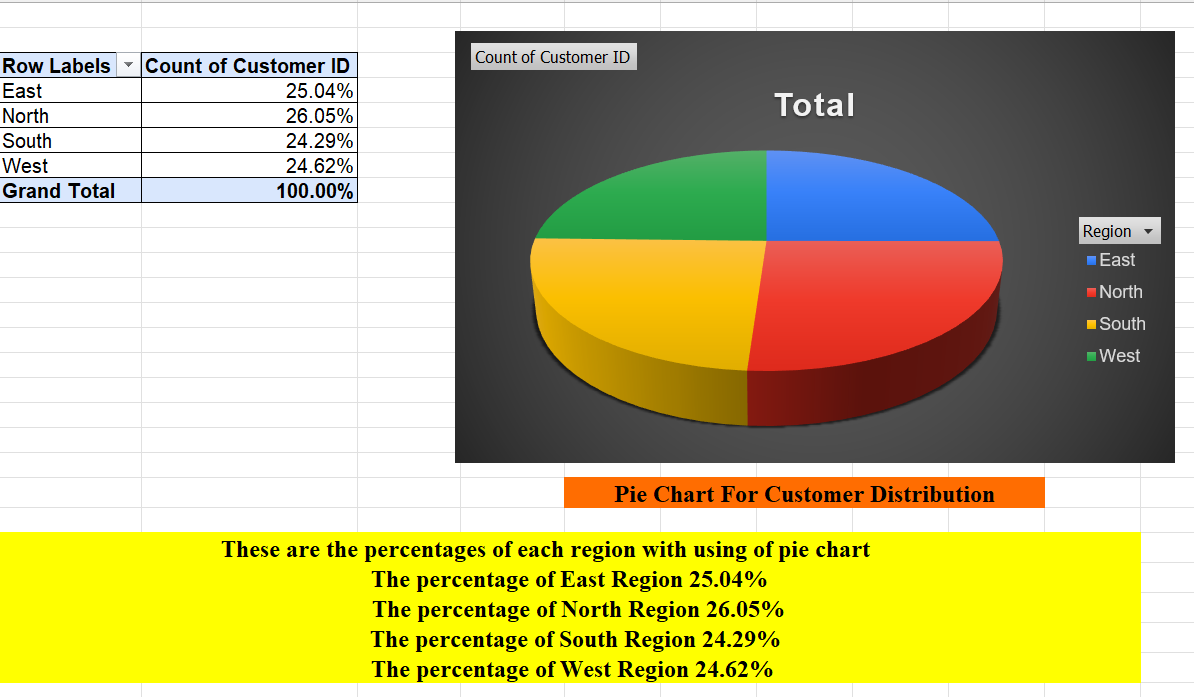 Row Labels Count of Customer ID
East 25.04%
North 26.05%
South 24.29%
West 24.62%
Grand Total 100.00%
Count of Customer ID
Total
Region
East
North
South
West
Pie Chart For Customer Distribution
These are the percentages of each region with using of pie chart
The percentage of East Region 25.04%
The percentage of North Region 26.05%
The percentage of South Region 24.29%
The percentage of West Region 24.62%